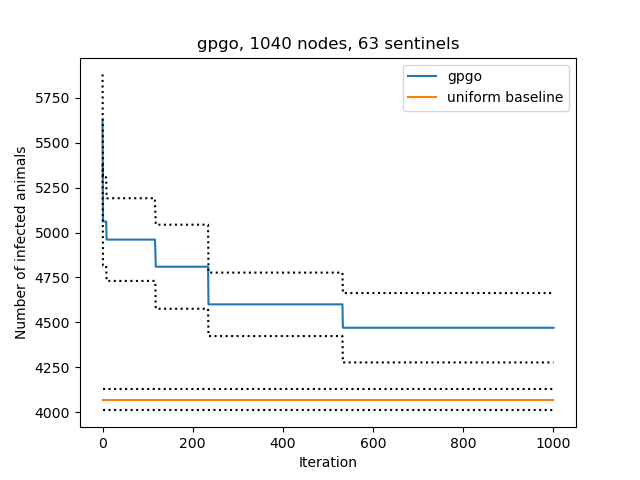 gpgo, 1040 nodes, 63 sentinels
gpgo
uniform baseline
Number of infected animals
5750
5500
5250
5000
4750
4500
4250
4000
0 200 400 600 800 1000
Iteration